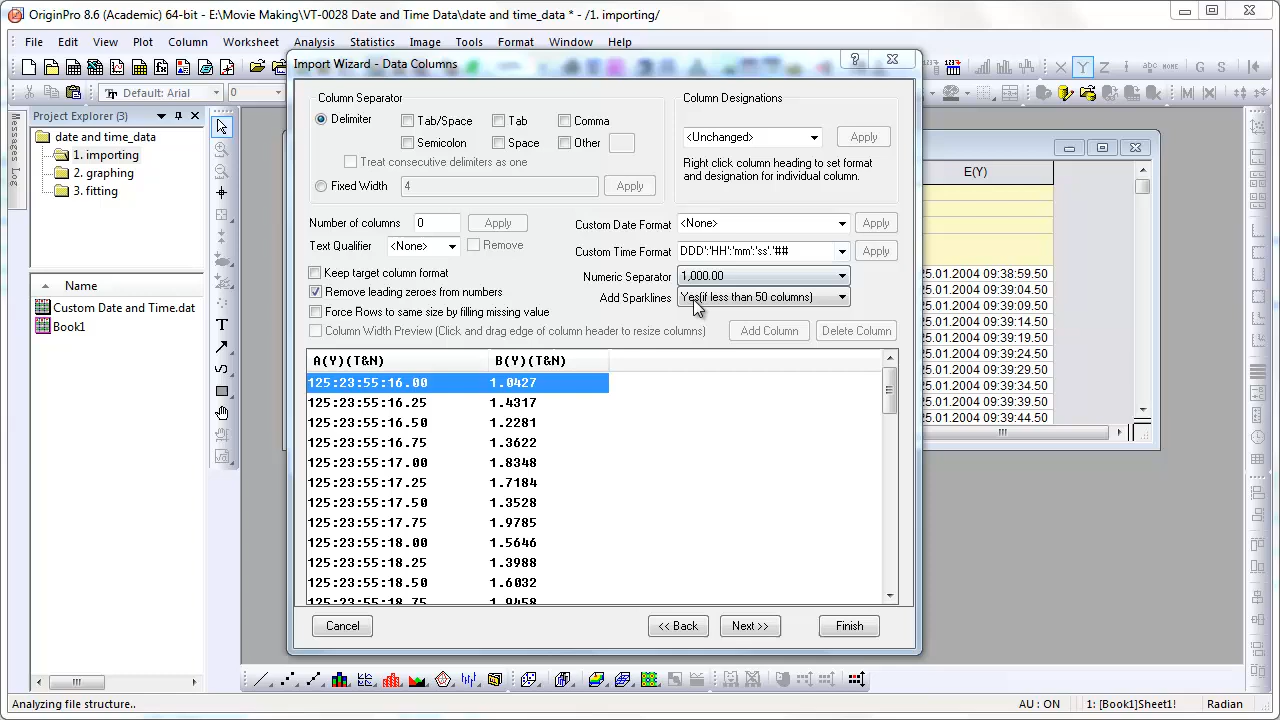 OriginPro 8.6 (Academic) 64-bit - E:\Movie Making\VT-0028 Date and Time Data\date and time_data * - /1. importing/
File Edit View Plot Column Worksheet Analysis Statistics Image Tools Format Window Help
Default: Arial 0
Project Explorer (3)
Messages Log
date and time_data
1. importing
2. graphing
3. fitting
Name
Custom Date and Time.dat
Book1
Import Wizard - Data Columns
Column Separator
Delimiter Tab/Space Tab Comma
Semicolon Space Other
Treat consecutive delimiters as one
Fixed Width 4 Apply
Column Designations
<Unchanged> Apply
Right click column heading to set format
and designation for individual column.
Number of columns 0 Apply
Text Qualifier <None> Remove
Custom Date Format <None> Apply
Custom Time Format DDD':'HH':'mm':'ss'.'## Apply
Numeric Separator 1,000.00
Add Sparklines Yes(if less than 50 columns)
Keep target column format
Remove leading zeroes from numbers
Force Rows to same size by filling missing value
Column Width Preview (Click and drag edge of column header to resize columns)
Add Column Delete Column
A(Y)(T&N) B(Y)(T&N)
125:23:55:16.00 1.0427
125:23:55:16.25 1.4317
125:23:55:16.50 1.2281
125:23:55:16.75 1.3622
125:23:55:17.00 1.8348
125:23:55:17.25 1.7184
125:23:55:17.50 1.3528
125:23:55:17.75 1.9785
125:23:55:18.00 1.5646
125:23:55:18.25 1.3988
125:23:55:18.50 1.6032
125:23:55:18.75 1.9458
Cancel << Back Next >> Finish
E(Y)
25.01.2004 09:38:59.50
25.01.2004 09:39:04.50
25.01.2004 09:39:09.50
25.01.2004 09:39:14.50
25.01.2004 09:39:19.50
25.01.2004 09:39:24.50
25.01.2004 09:39:29.50
25.01.2004 09:39:34.50
25.01.2004 09:39:39.50
25.01.2004 09:39:44.50
Analyzing file structure..
AU : ON
1: [Book1]Sheet1!
Radian